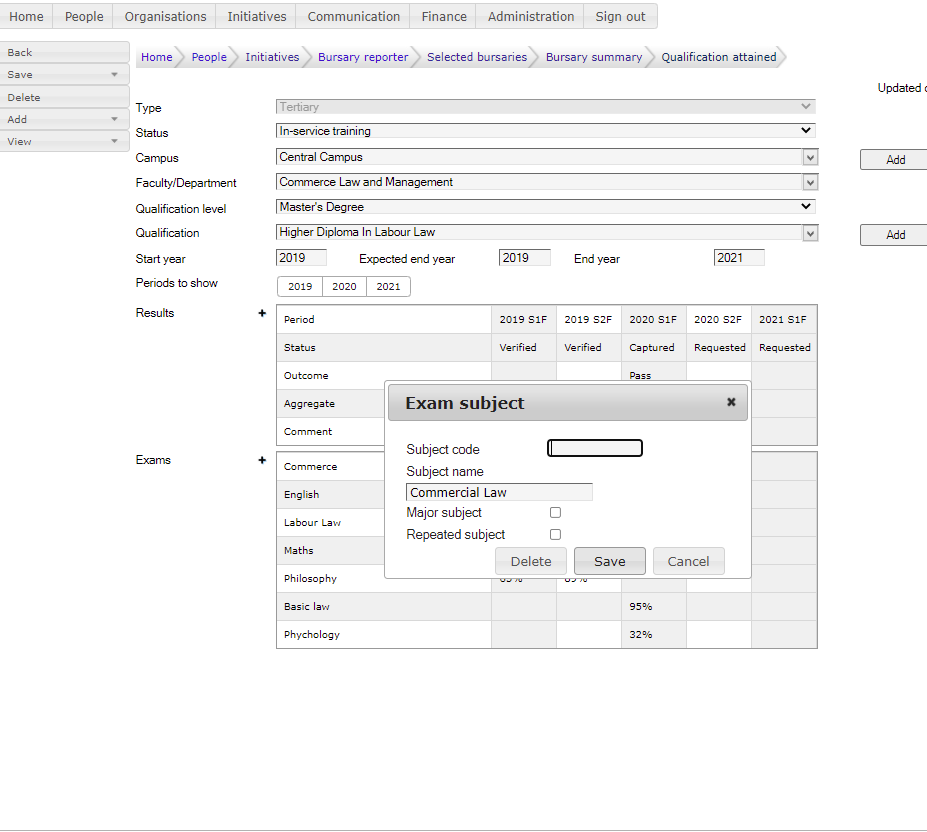 Home People Organisations Initiatives Communication Finance Administration Sign out
Back
Save
Delete
Add
View
Home People Initiatives Bursary reporter Selected bursaries Bursary summary Qualification attained
Updated
Type Tertiary
Status In-service training
Campus Central Campus Add
Faculty/Department Commerce Law and Management
Qualification level Master's Degree
Qualification Higher Diploma In Labour Law Add
Start year 2019 Expected end year 2019 End year 2021
Periods to show 2019 2020 2021
Results + Period 2019 S1F 2019 S2F 2020 S1F 2020 S2F 2021 S1F
Status Verified Verified Captured Requested Requested
Outcome Pass
Aggregate
Comment
Exam subject
Subject code
Subject name
Commercial Law
Major subject
Repeated subject
Delete Save Cancel
Exams + Commerce
English
Labour Law
Maths
Philosophy
Basic law 95%
Phychology 32%